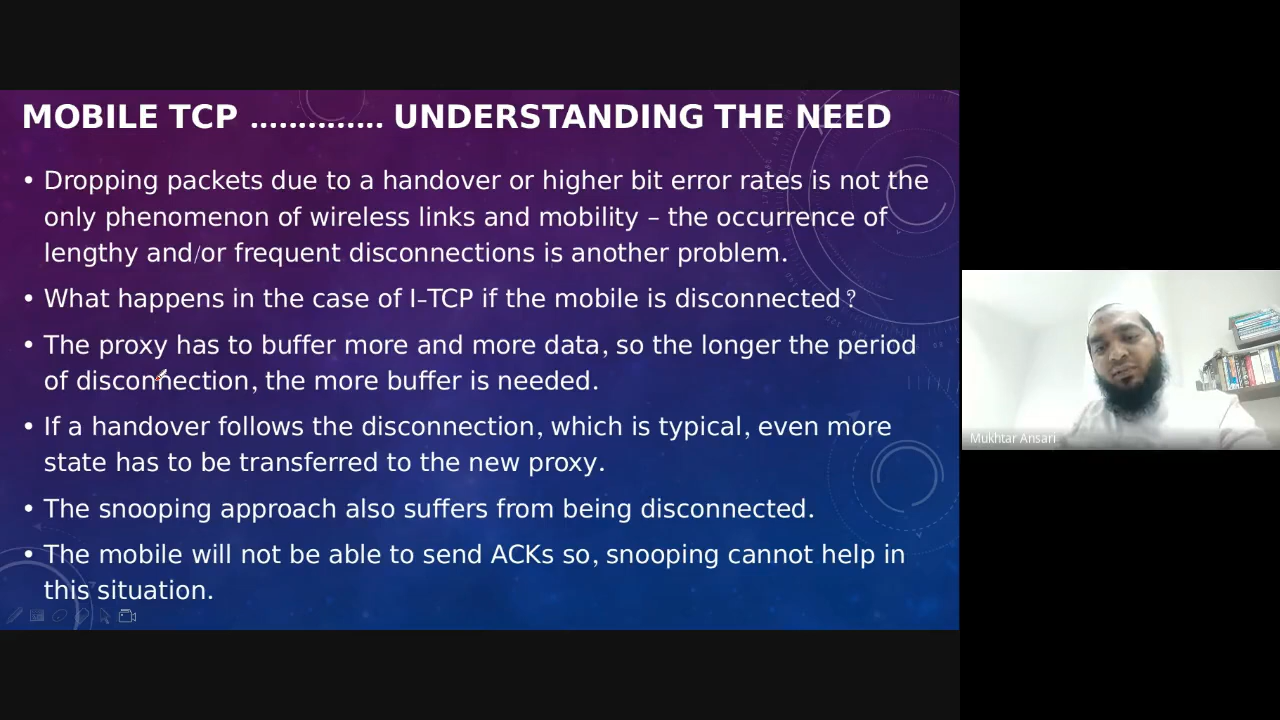 MOBILE TCP ............. UNDERSTANDING THE NEED
• Dropping packets due to a handover or higher bit error rates is not the
only phenomenon of wireless links and mobility – the occurrence of
lengthy and/or frequent disconnections is another problem.
• What happens in the case of I-TCP if the mobile is disconnected?
• The proxy has to buffer more and more data, so the longer the period
of disconnection, the more buffer is needed.
• If a handover follows the disconnection, which is typical, even more
state has to be transferred to the new proxy.
• The snooping approach also suffers from being disconnected.
• The mobile will not be able to send ACKs so, snooping cannot help in
this situation.
Mukhtar Ansari